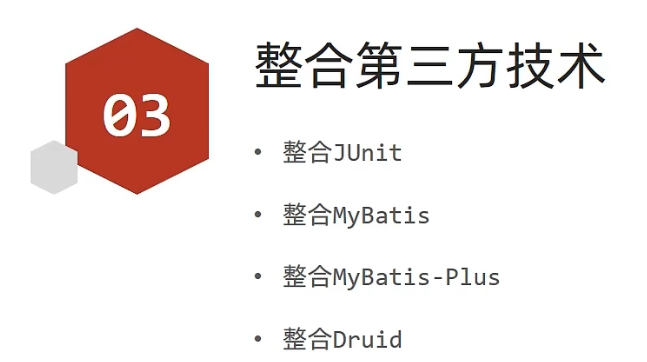 03
整合第三方技术
• 整合JUnit
• 整合MyBatis
• 整合MyBatis-Plus
• 整合Druid